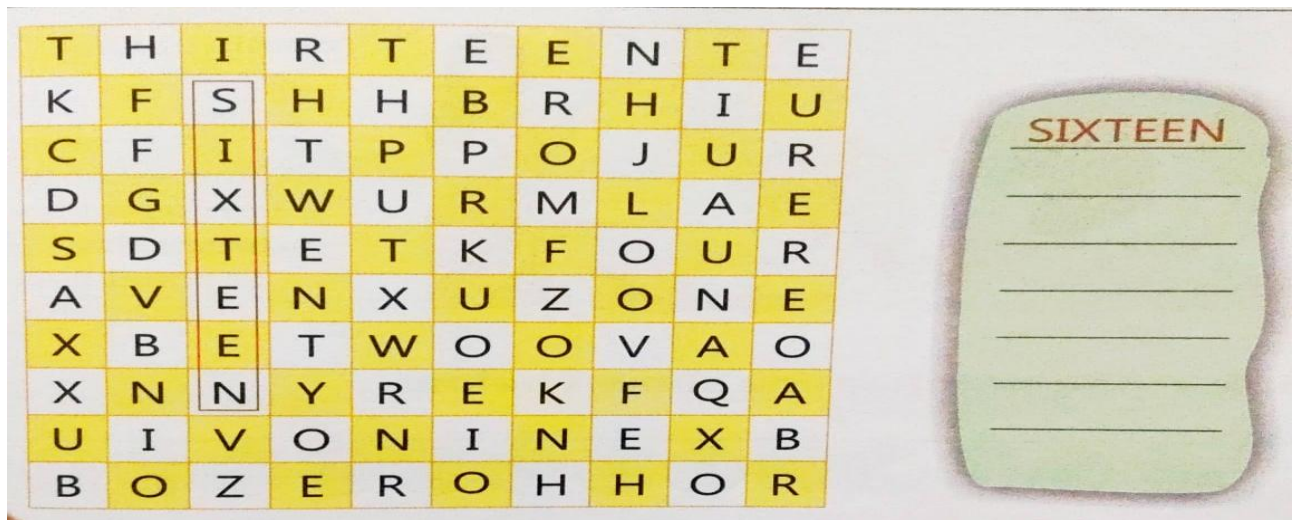 T H I R T E E N T E
K F S H H B R H I U
C F I T P P O J U R
D G X W U R M L A E
S D T E T K F O U R
A V E N X U Z O N E
X B E T W O O V A O
X N N Y R E K F Q A
U I V O N I N E X B
B O Z E R O H H O R
SIXTEEN